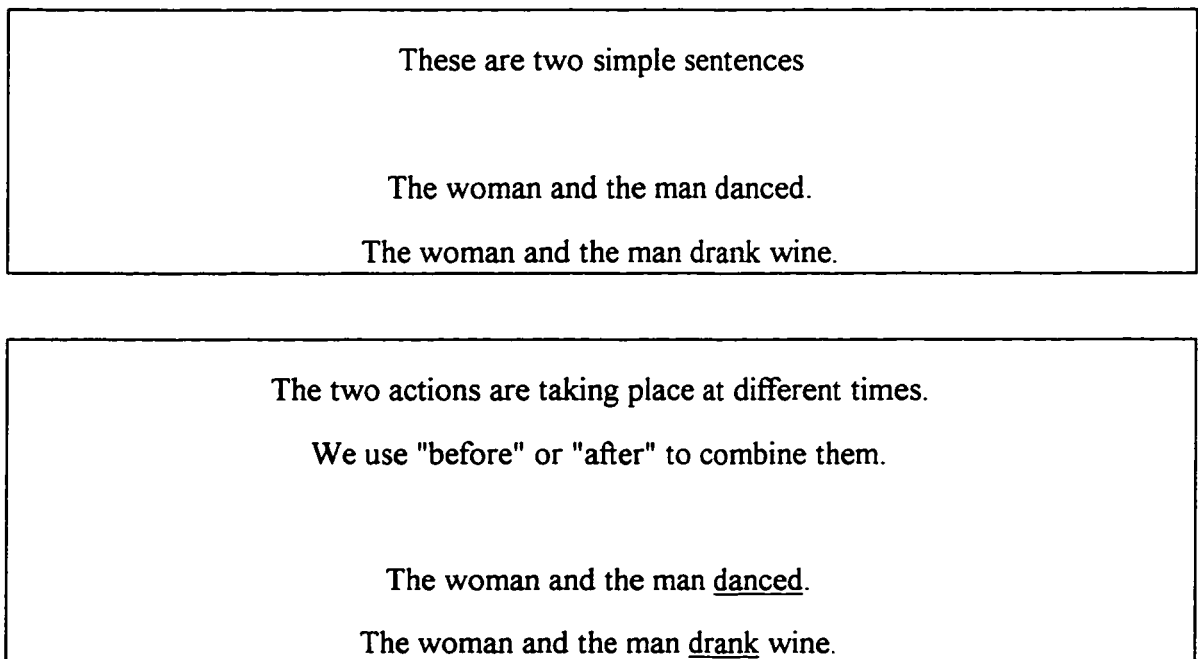 These are two simple sentences
The woman and the man danced.
The woman and the man drank wine.
The two actions are taking place at different times.
We use "before" or "after" to combine them.
The woman and the man danced.
The woman and the man drank wine.